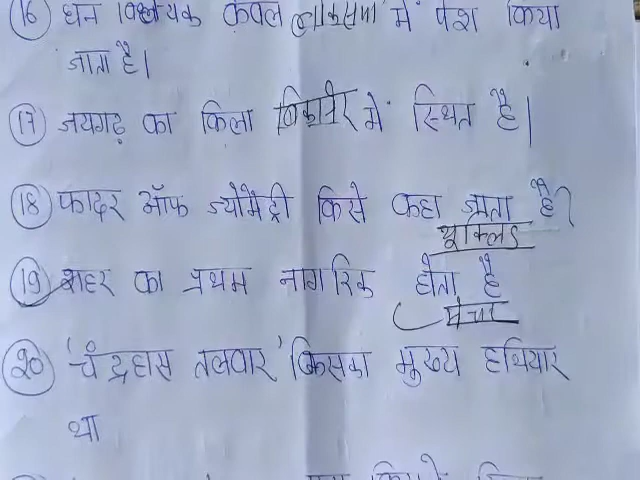 (16) धन विधेयक केवल लोकसभा में पेश किया
जाता है।
(17) जयगढ़ का किला बिकानेर में स्थित है।
(18) फादर ऑफ ज्योमैट्री किसे कहा जाता है?
यूक्लिड
(19) शहर का प्रथम नागरिक होता है
(20) 'चंद्रहास तलवार' किसका मुख्य हथियार
था